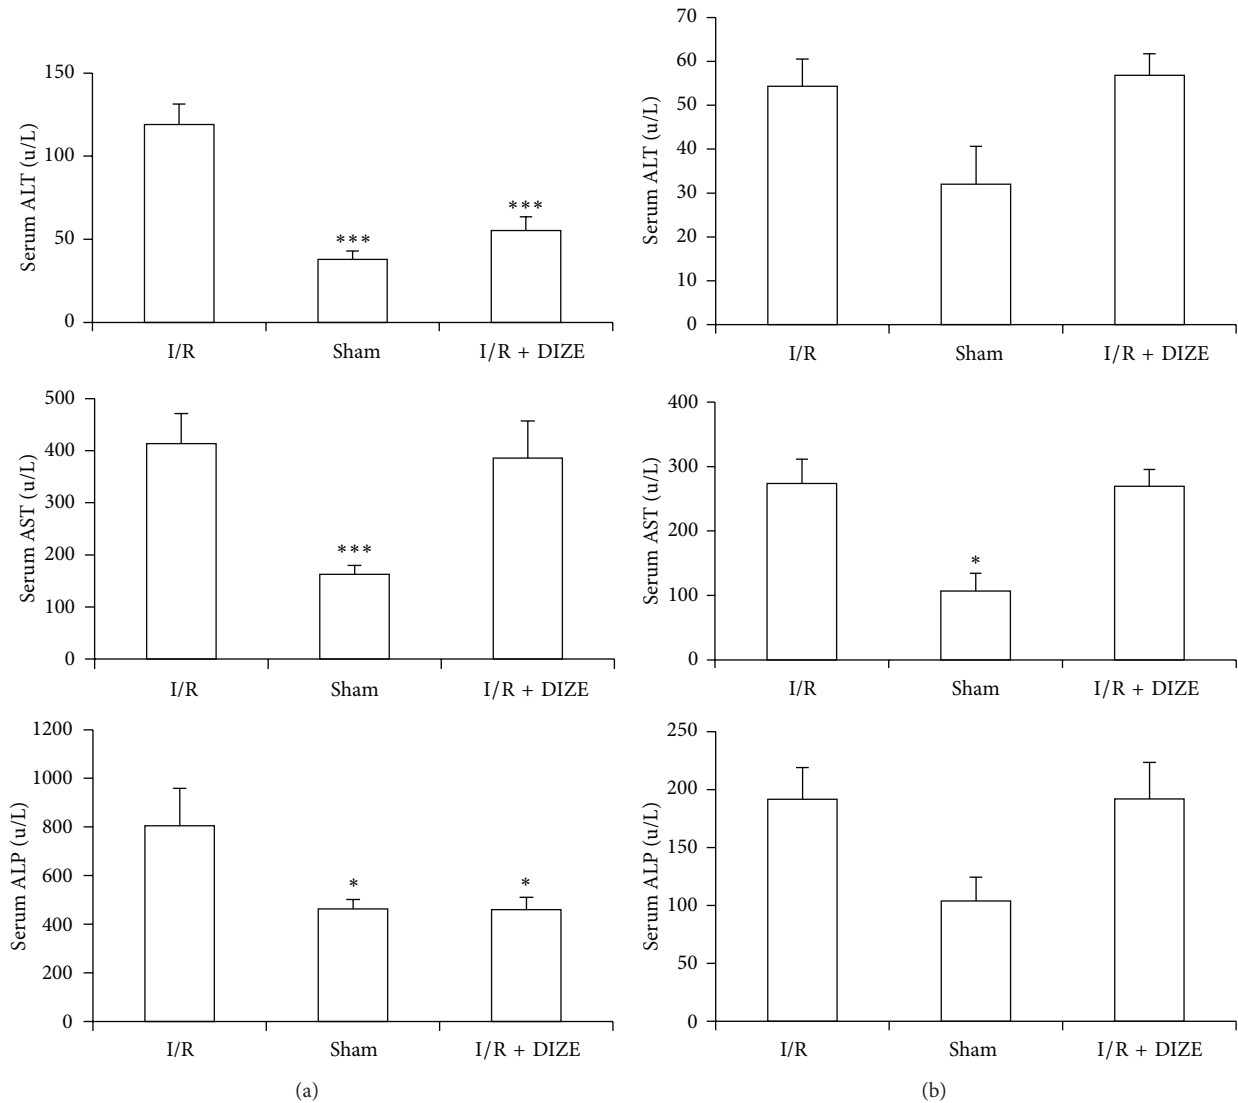 Serum ALT (u/L)
150
100
50
0
***
***
I/R
Sham
I/R + DIZE
Serum ALT (u/L)
70
60
50
40
30
20
10
0
I/R
Sham
I/R + DIZE
Serum AST (u/L)
500
400
300
200
100
0
***
I/R
Sham
I/R + DIZE
Serum AST (u/L)
400
300
200
100
0
*
I/R
Sham
I/R + DIZE
Serum ALP (u/L)
1200
1000
800
600
400
200
0
*
*
I/R
Sham
I/R + DIZE
Serum ALP (u/L)
250
200
150
100
50
0
I/R
Sham
I/R + DIZE
(a)
(b)